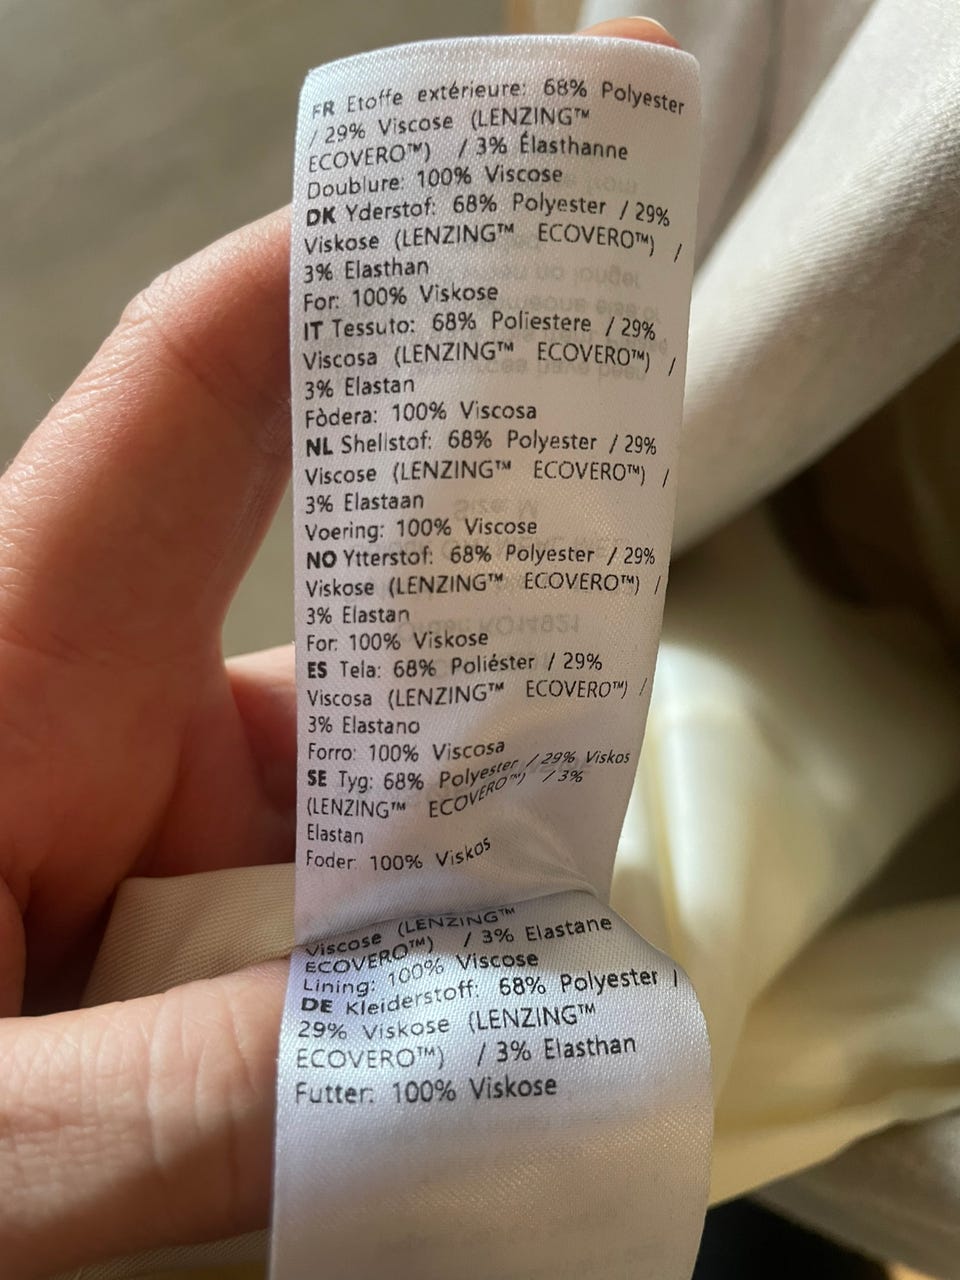 FR Etoffe extérieure: 68% Polyester
/ 29% Viscose (LENZING™
ECOVERO™) / 3% Élasthanne
Doublure: 100% Viscose
DK Yderstof: 68% Polyester / 29%
Viskose (LENZING™ ECOVERO™) /
3% Elasthan
For: 100% Viskose
IT Tessuto: 68% Poliestere / 29%
Viscosa (LENZING™ ECOVERO™) /
3% Elastan
Fòdera: 100% Viscosa
NL Shellstof: 68% Polyester / 29%
Viscose (LENZING™ ECOVERO™) /
3% Elastaan
Voering: 100% Viscose
NO Ytterstof: 68% Polyester / 29%
Viskose (LENZING™ ECOVERO™) /
3% Elastan
For: 100% Viskose
ES Tela: 68% Poliéster / 29%
Viscosa (LENZING™ ECOVERO™) /
3% Elastano
Forro: 100% Viscosa
SE Tyg: 68% Polyester / 29% Viskos
(LENZING™ ECOVERO™) / 3%
Elastan
Foder: 100% Viskos
Viscose (LENZING™
ECOVERO™) / 3% Elastane
Lining: 100% Viscose
DE Kleiderstoff: 68% Polyester /
29% Viskose (LENZING™
ECOVERO™) / 3% Elasthan
Futter: 100% Viskose